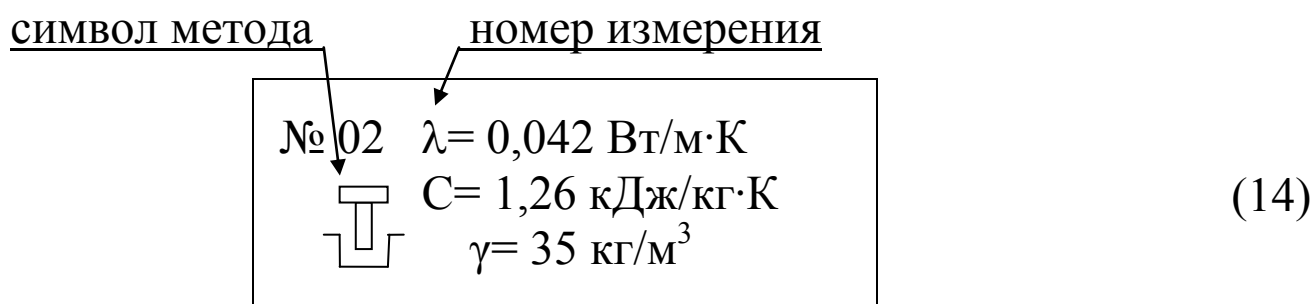 символ метода номер измерения
№ 02 λ= 0,042 Вт/м·К
С= 1,26 кДж/кг·К
γ= 35 кг/м³
(14)